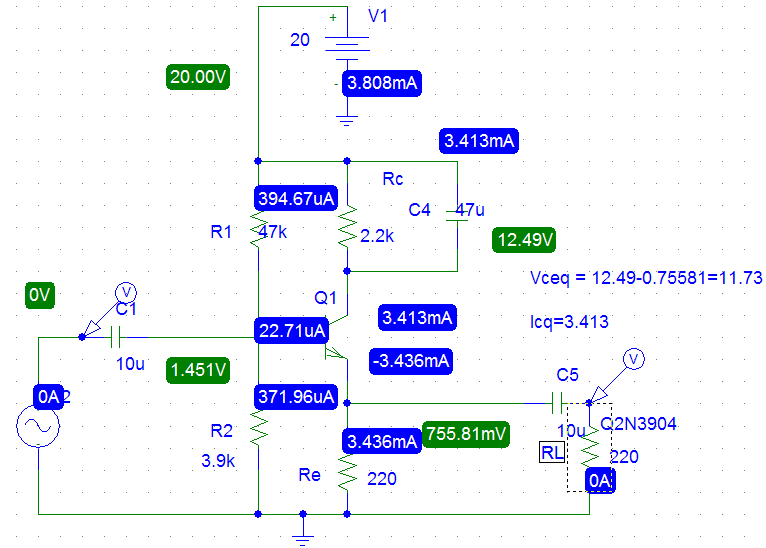 V1
+
20
20.00V
-
3.808mA
3.413mA
Rc
394.67uA
C4
47u
R1
47k
2.2k
12.49V
Vceq = 12.49-0.75581=11.73
0V
V
C1
Q1
3.413mA
Icq=3.413
22.71uA
10u
1.451V
-3.436mA
V
C5
0A
2
371.96uA
10u
Q2N3904
R2
3.436mA
755.81mV
RL
220
3.9k
Re
220
0A